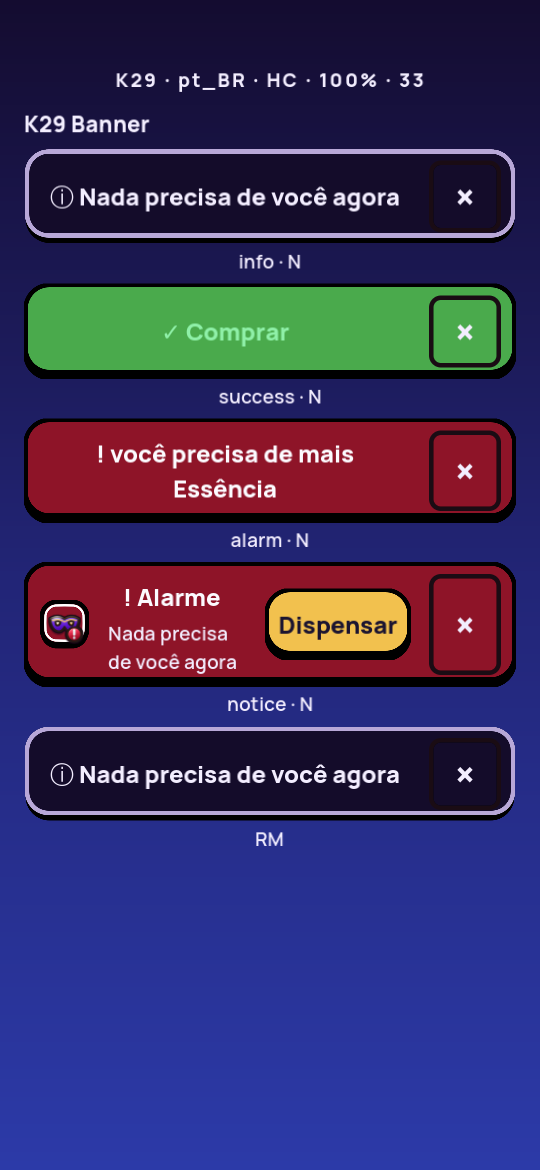 K29 · pt_BR · HC · 100% · 33
K29 Banner
ⓘ Nada precisa de você agora ×
info · N
✓ Comprar ×
success · N
! você precisa de mais
Essência ×
alarm · N
! Alarme
Nada precisa
de você agora
Dispensar ×
notice · N
ⓘ Nada precisa de você agora ×
RM